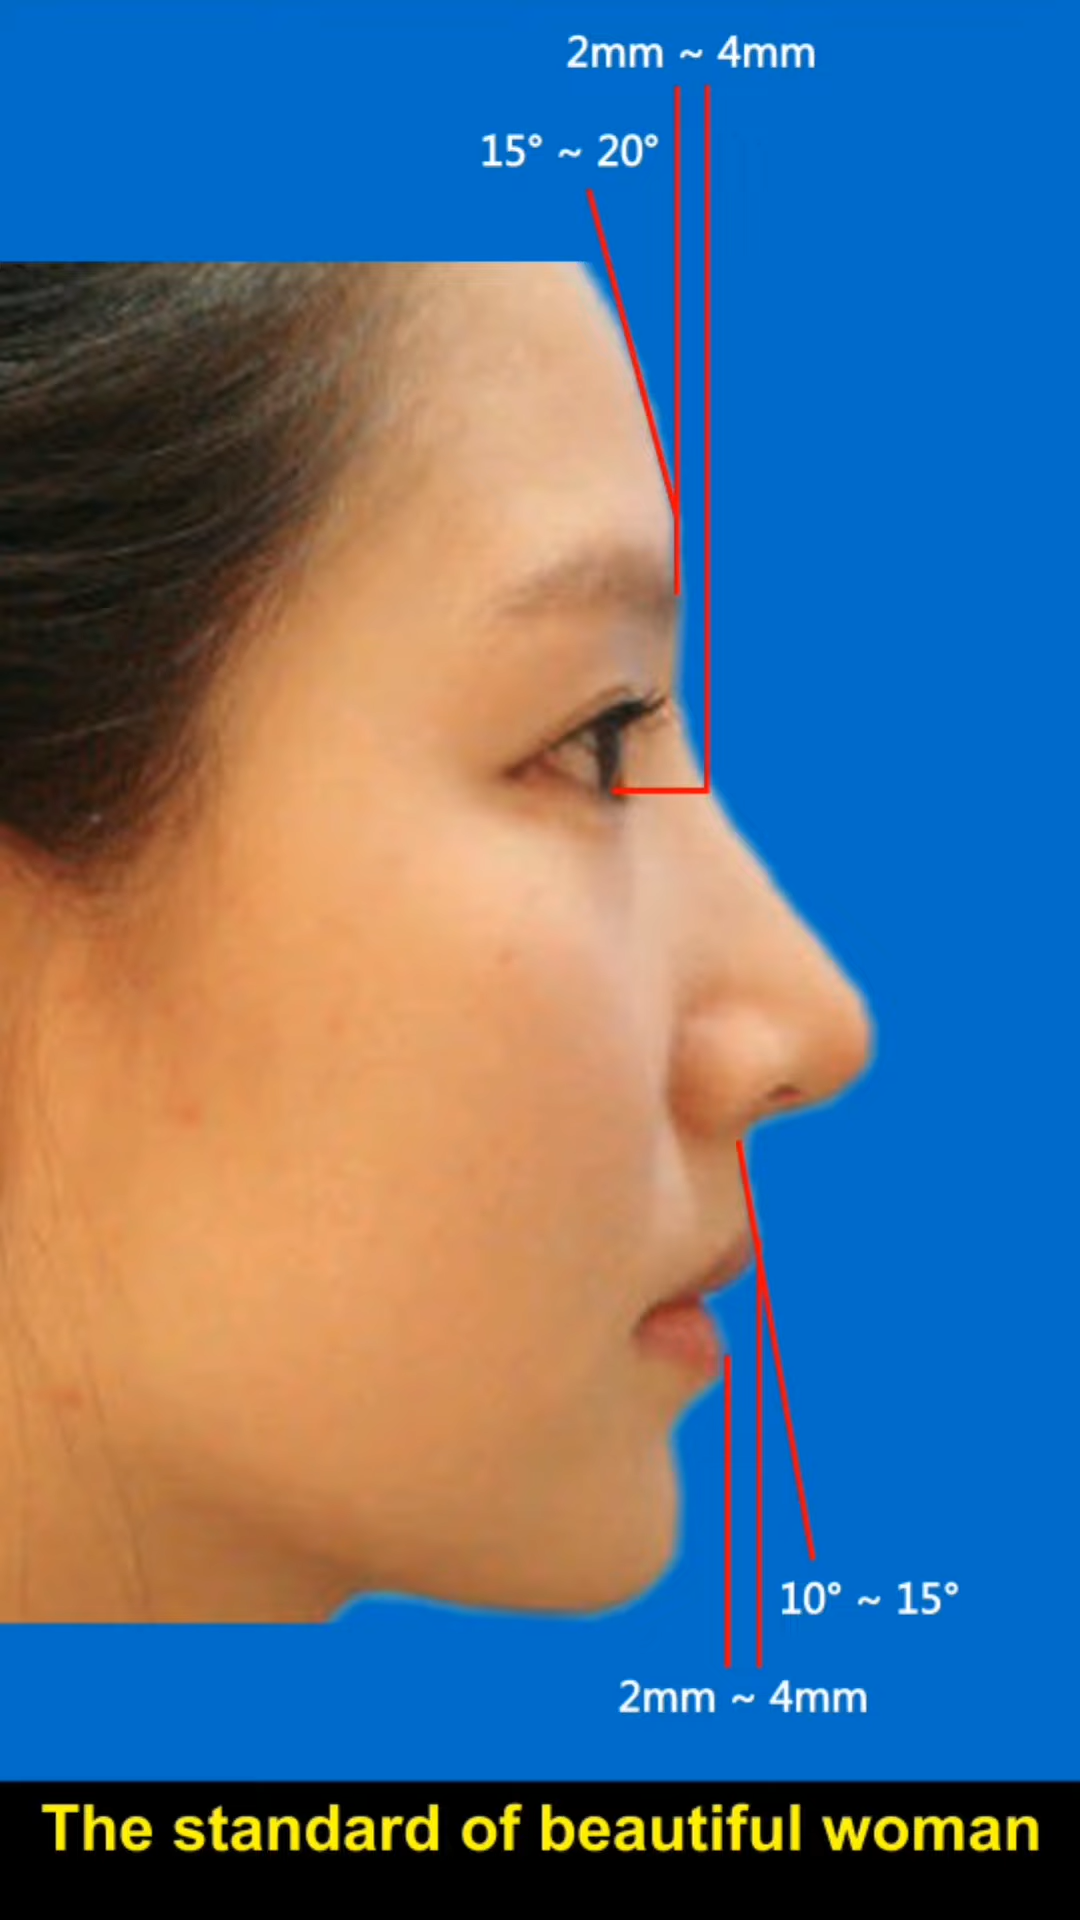 2mm ~ 4mm
15° ~ 20°
10° ~ 15°
2mm ~ 4mm
The standard of beautiful woman